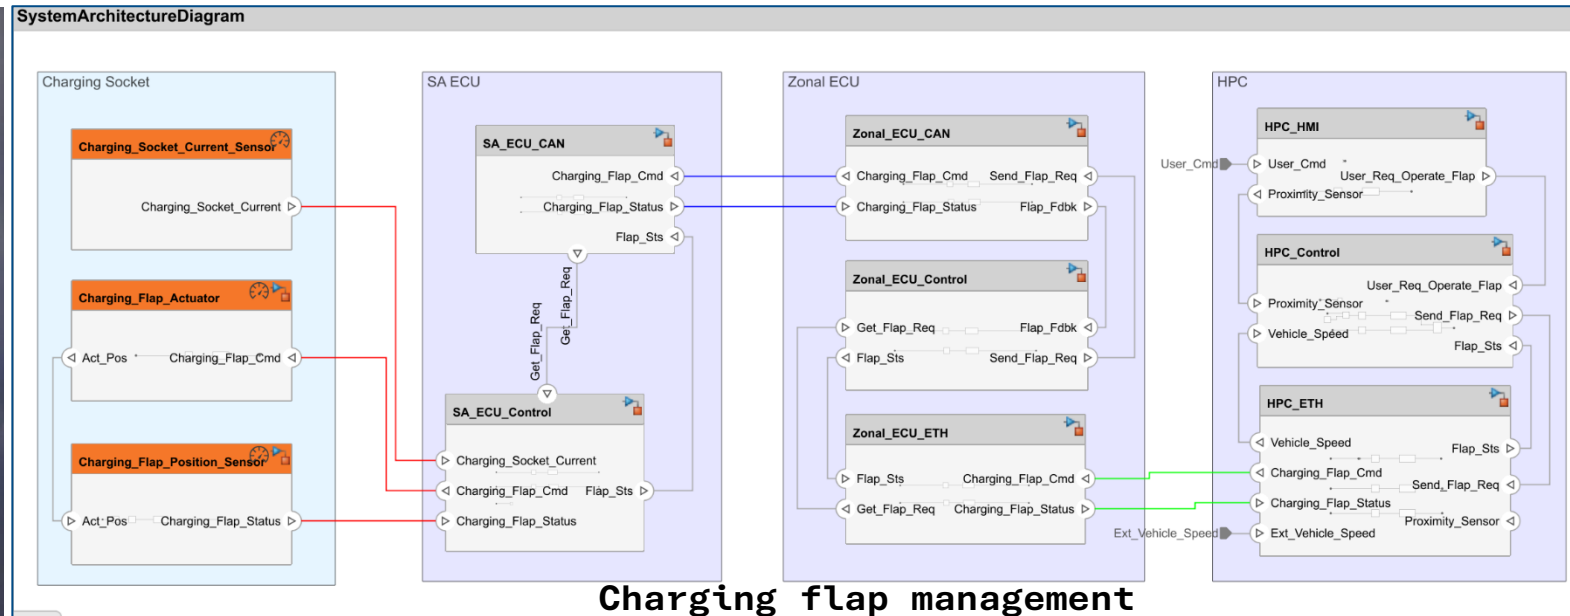 SystemArchitectureDiagram
Charging Socket
Charging_Socket_Current_Sensor
Charging_Socket_Current
Charging_Flap_Actuator
Act_Pos
Charging_Flap_Cmd
Charging_Flap_Position_Sensor
Act_Pos
Charging_Flap_Status
SA ECU
SA_ECU_CAN
Charging_Flap_Cmd
Charging_Flap_Status
Flap_Sts
Get_Flap_Req
Get_Flap_Req
SA_ECU_Control
Charging_Socket_Current
Charging_Flap_Cmd
Flap_Sts
Charging_Flap_Status
Zonal ECU
Zonal_ECU_CAN
Charging_Flap_Cmd
Send_Flap_Req
Charging_Flap_Status
Flap_Fdbk
Zonal_ECU_Control
Get_Flap_Req
Flap_Fdbk
Flap_Sts
Send_Flap_Req
Zonal_ECU_ETH
Flap_Sts
Charging_Flap_Cmd
Get_Flap_Req
Charging_Flap_Status
HPC
HPC_HMI
User_Cmd
User_Cmd
User_Req_Operate_Flap
Proximity_Sensor
HPC_Control
User_Req_Operate_Flap
Proximity_Sensor
Send_Flap_Req
Vehicle_Speed
Flap_Sts
HPC_ETH
Vehicle_Speed
Flap_Sts
Charging_Flap_Cmd
Send_Flap_Req
Charging_Flap_Status
Proximity_Sensor
Ext_Vehicle_Speed
Ext_Vehicle_Speed
Charging flap management